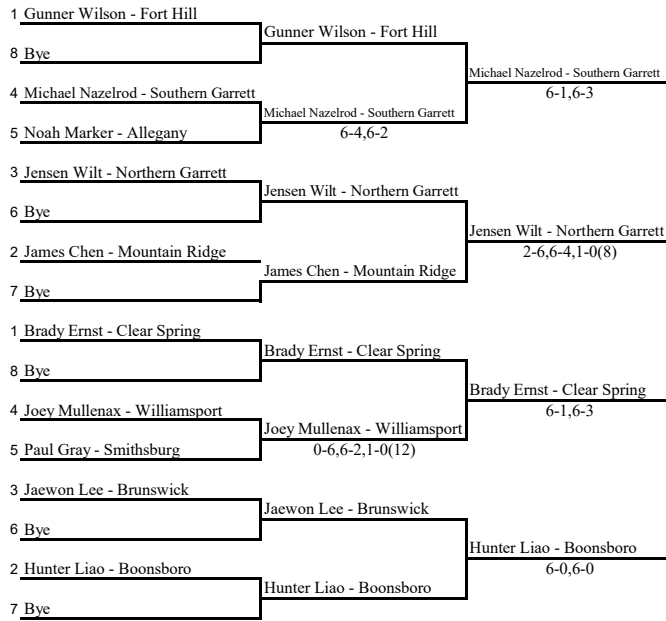 1 Gunner Wilson - Fort Hill
Gunner Wilson - Fort Hill
8 Bye
Michael Nazelrod - Southern Garrett
6-1,6-3
4 Michael Nazelrod - Southern Garrett
Michael Nazelrod - Southern Garrett
6-4,6-2
5 Noah Marker - Allegany
3 Jensen Wilt - Northern Garrett
Jensen Wilt - Northern Garrett
6 Bye
Jensen Wilt - Northern Garrett
2-6,6-4,1-0(8)
2 James Chen - Mountain Ridge
James Chen - Mountain Ridge
7 Bye
1 Brady Ernst - Clear Spring
Brady Ernst - Clear Spring
8 Bye
Brady Ernst - Clear Spring
6-1,6-3
4 Joey Mullenax - Williamsport
Joey Mullenax - Williamsport
0-6,6-2,1-0(12)
5 Paul Gray - Smithsburg
3 Jaewon Lee - Brunswick
Jaewon Lee - Brunswick
6 Bye
Hunter Liao - Boonsboro
6-0,6-0
2 Hunter Liao - Boonsboro
Hunter Liao - Boonsboro
7 Bye